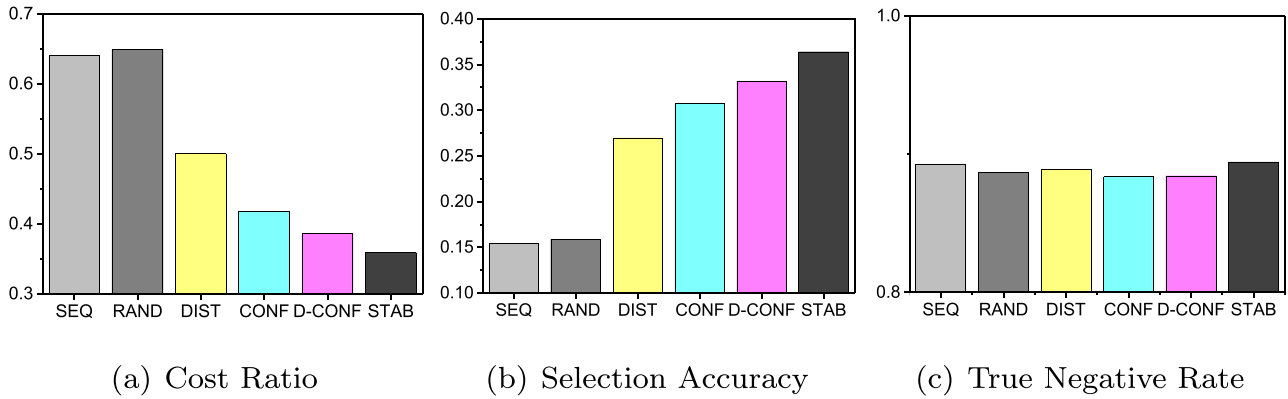 0.7
0.6
0.5
0.4
0.3
SEQ RAND DIST CONF D-CONF STAB
(a) Cost Ratio
0.40
0.35
0.30
0.25
0.20
0.15
0.10
SEQ RAND DIST CONF D-CONF STAB
(b) Selection Accuracy
1.0
0.8
SEQ RAND DIST CONF D-CONF STAB
(c) True Negative Rate